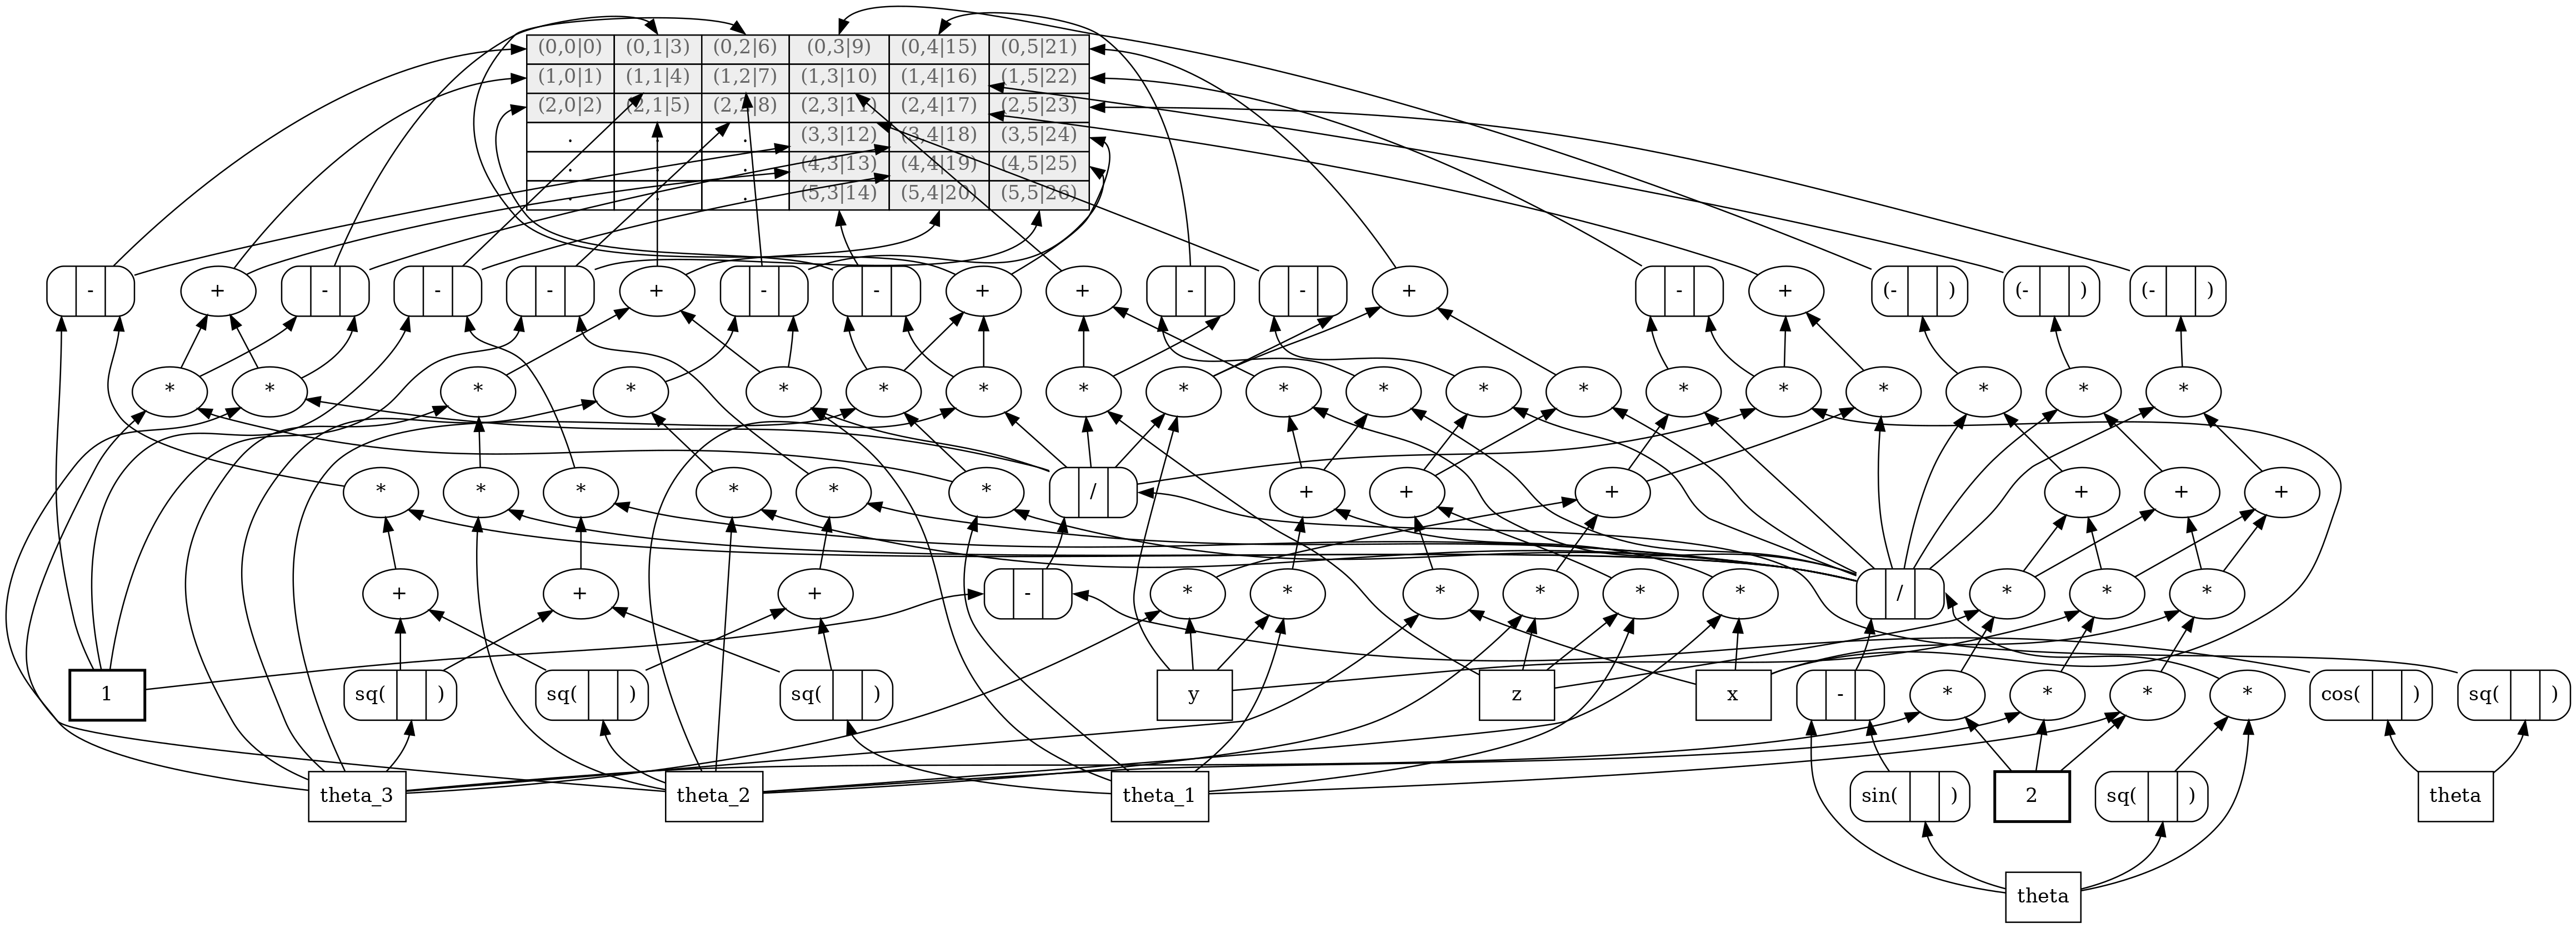 (0,0|0) (0,1|3) (0,2|6) (0,3|9) (0,4|15) (0,5|21)
(1,0|1) (1,1|4) (1,2|7) (1,3|10) (1,4|16) (1,5|22)
(2,0|2) (2,1|5) (2,2|8) (2,3|11) (2,4|17) (2,5|23)
. . . (3,3|12) (3,4|18) (3,5|24)
. . . (4,3|13) (4,4|19) (4,5|25)
. . . (5,3|14) (5,4|20) (5,5|26)
- + - - - + - - + + - - + - + (- ) (- ) (- )
* * * * * * * * * * * * * * * * * *
* * * * * * / + + + + + +
+ + + - * * * * * * / * * *
1 sq( ) sq( ) sq( ) y z x - * * * * cos( ) sq( )
theta_3 theta_2 theta_1 sin( ) 2 sq( ) theta
theta